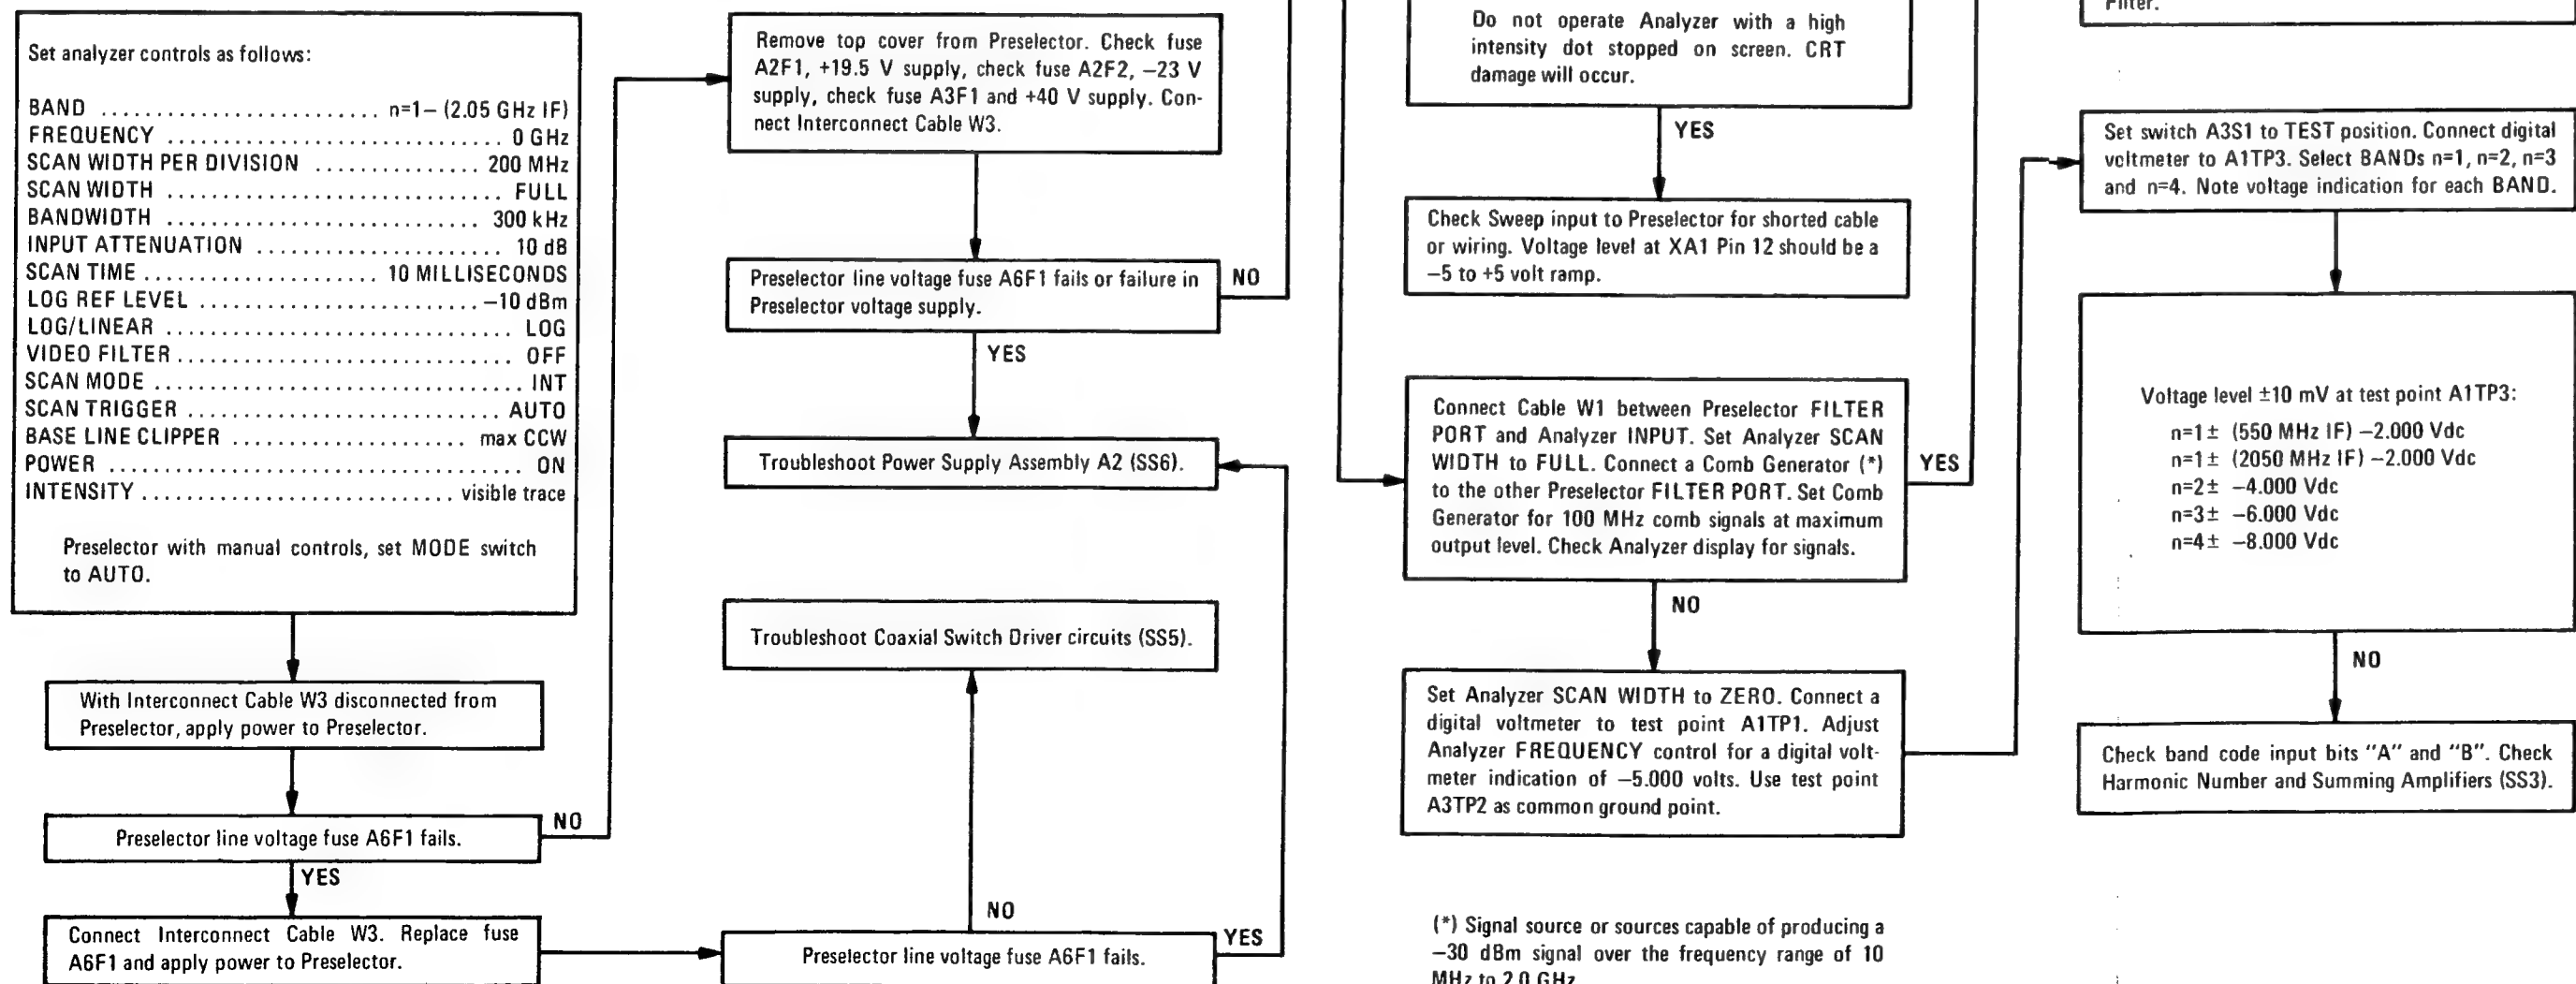 Set analyzer controls as follows:
BAND ........................ n=1– (2.05 GHz IF)
FREQUENCY ............................. 0 GHz
SCAN WIDTH PER DIVISION ............... 200 MHz
SCAN WIDTH ............................. FULL
BANDWIDTH ............................ 300 kHz
INPUT ATTENUATION ...................... 10 dB
SCAN TIME .................... 10 MILLISECONDS
LOG REF LEVEL ........................ –10 dBm
LOG/LINEAR .............................. LOG
VIDEO FILTER ............................. OFF
SCAN MODE ................................ INT
SCAN TRIGGER ........................... AUTO
BASE LINE CLIPPER ..................... max CCW
POWER .................................... ON
INTENSITY ........................... visible trace
Preselector with manual controls, set MODE switch
to AUTO.
With Interconnect Cable W3 disconnected from
Preselector, apply power to Preselector.
Preselector line voltage fuse A6F1 fails.
NO
YES
Connect Interconnect Cable W3. Replace fuse
A6F1 and apply power to Preselector.
Remove top cover from Preselector. Check fuse
A2F1, +19.5 V supply, check fuse A2F2, –23 V
supply, check fuse A3F1 and +40 V supply. Con-
nect Interconnect Cable W3.
Preselector line voltage fuse A6F1 fails or failure in
Preselector voltage supply.
NO
YES
Troubleshoot Power Supply Assembly A2 (SS6).
Troubleshoot Coaxial Switch Driver circuits (SS5).
NO
Preselector line voltage fuse A6F1 fails.
YES
Do not operate Analyzer with a high
intensity dot stopped on screen. CRT
damage will occur.
YES
Check Sweep input to Preselector for shorted cable
or wiring. Voltage level at XA1 Pin 12 should be a
–5 to +5 volt ramp.
Connect Cable W1 between Preselector FILTER
PORT and Analyzer INPUT. Set Analyzer SCAN
WIDTH to FULL. Connect a Comb Generator (*)
to the other Preselector FILTER PORT. Set Comb
Generator for 100 MHz comb signals at maximum
output level. Check Analyzer display for signals.
YES
NO
Set Analyzer SCAN WIDTH to ZERO. Connect a
digital voltmeter to test point A1TP1. Adjust
Analyzer FREQUENCY control for a digital volt-
meter indication of –5.000 volts. Use test point
A3TP2 as common ground point.
(*) Signal source or sources capable of producing a
–30 dBm signal over the frequency range of 10
MHz to 2.0 GHz
Filter.
Set switch A3S1 to TEST position. Connect digital
voltmeter to A1TP3. Select BANDs n=1, n=2, n=3
and n=4. Note voltage indication for each BAND.
Voltage level ±10 mV at test point A1TP3:
n=1± (550 MHz IF) –2.000 Vdc
n=1± (2050 MHz IF) –2.000 Vdc
n=2± –4.000 Vdc
n=3± –6.000 Vdc
n=4± –8.000 Vdc
NO
Check band code input bits "A" and "B". Check
Harmonic Number and Summing Amplifiers (SS3).